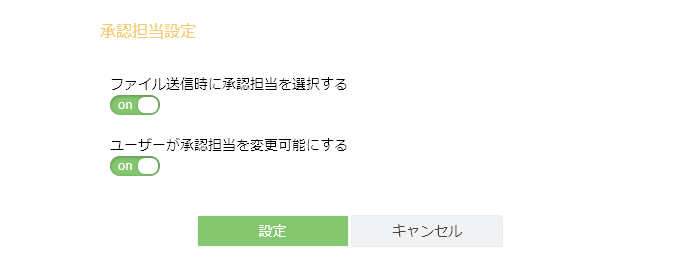 承認担当設定
ファイル送信時に承認担当を選択する
on
ユーザーが承認担当を変更可能にする
on
設定 キャンセル